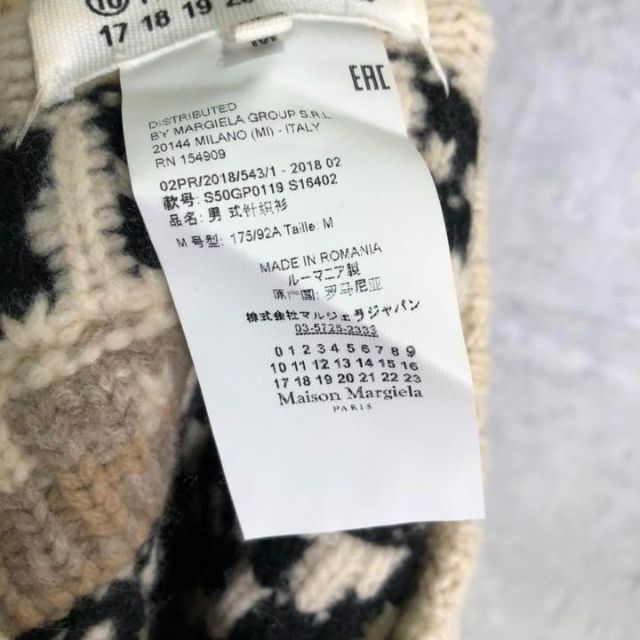 10
17 18 19 20
M
EAC
DISTRIBUTED
BY MARGIELA GROUP S.R.L.
20144 MILANO (MI) - ITALY
RN 154909
02PR/2018/543/1 - 2018 02
款号: S50GP0119 S16402
品名: 男 式针织衫
M 号型: 175/92A Taille: M
MADE IN ROMANIA
ルーマニア製
原产国: 罗马尼亚
株式会社マルジェラジャパン
03-5725-2333
0 1 2 3 4 5 6 7 8 9
10 11 12 13 14 15 16
17 18 19 20 21 22 23
Maison Margiela
PARIS